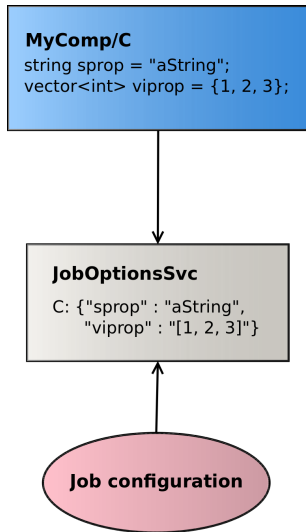 MyComp/C
string sprop = "aString";
vector<int> viprop = {1, 2, 3};
JobOptionsSvc
C: {"sprop" : "aString",
"viprop" : "[1, 2, 3]"}
Job configuration